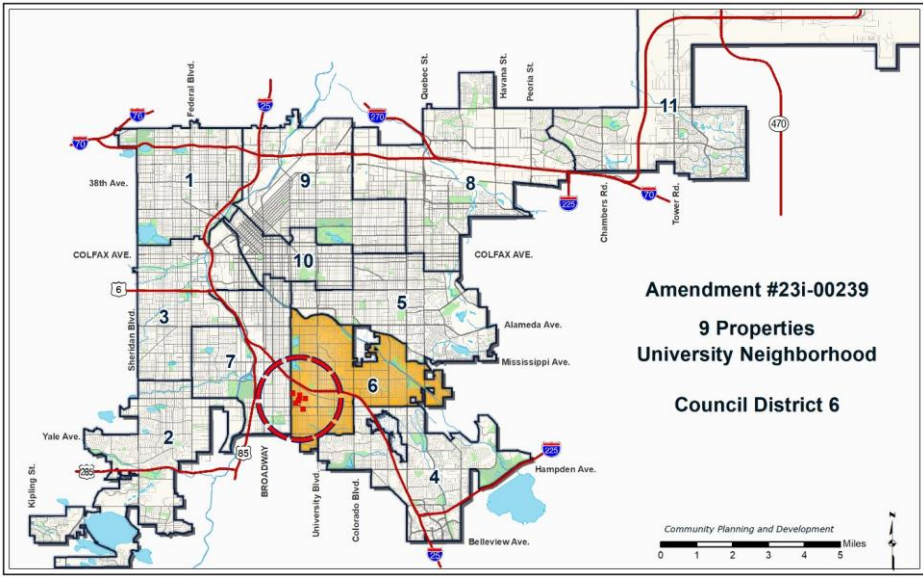 Federal Blvd.
Quebec St.
Havana St.
Peoria St.
25
76
270
70
11
470
1
9
8
38th Ave.
225
Chambers Rd.
70
Tower Rd.
COLFAX AVE.
COLFAX AVE.
10
6
Sheridan Blvd.
3
5
Alameda Ave.
Mississippi Ave.
7
6
Amendment #23i-00239
9 Properties
University Neighborhood
Council District 6
Yale Ave.
2
85
BROADWAY
University Blvd.
Colorado Blvd.
4
225
Hampden Ave.
Kipling St.
285
25
Belleview Ave.
Community Planning and Development
N
Miles
0 1 2 3 4 5